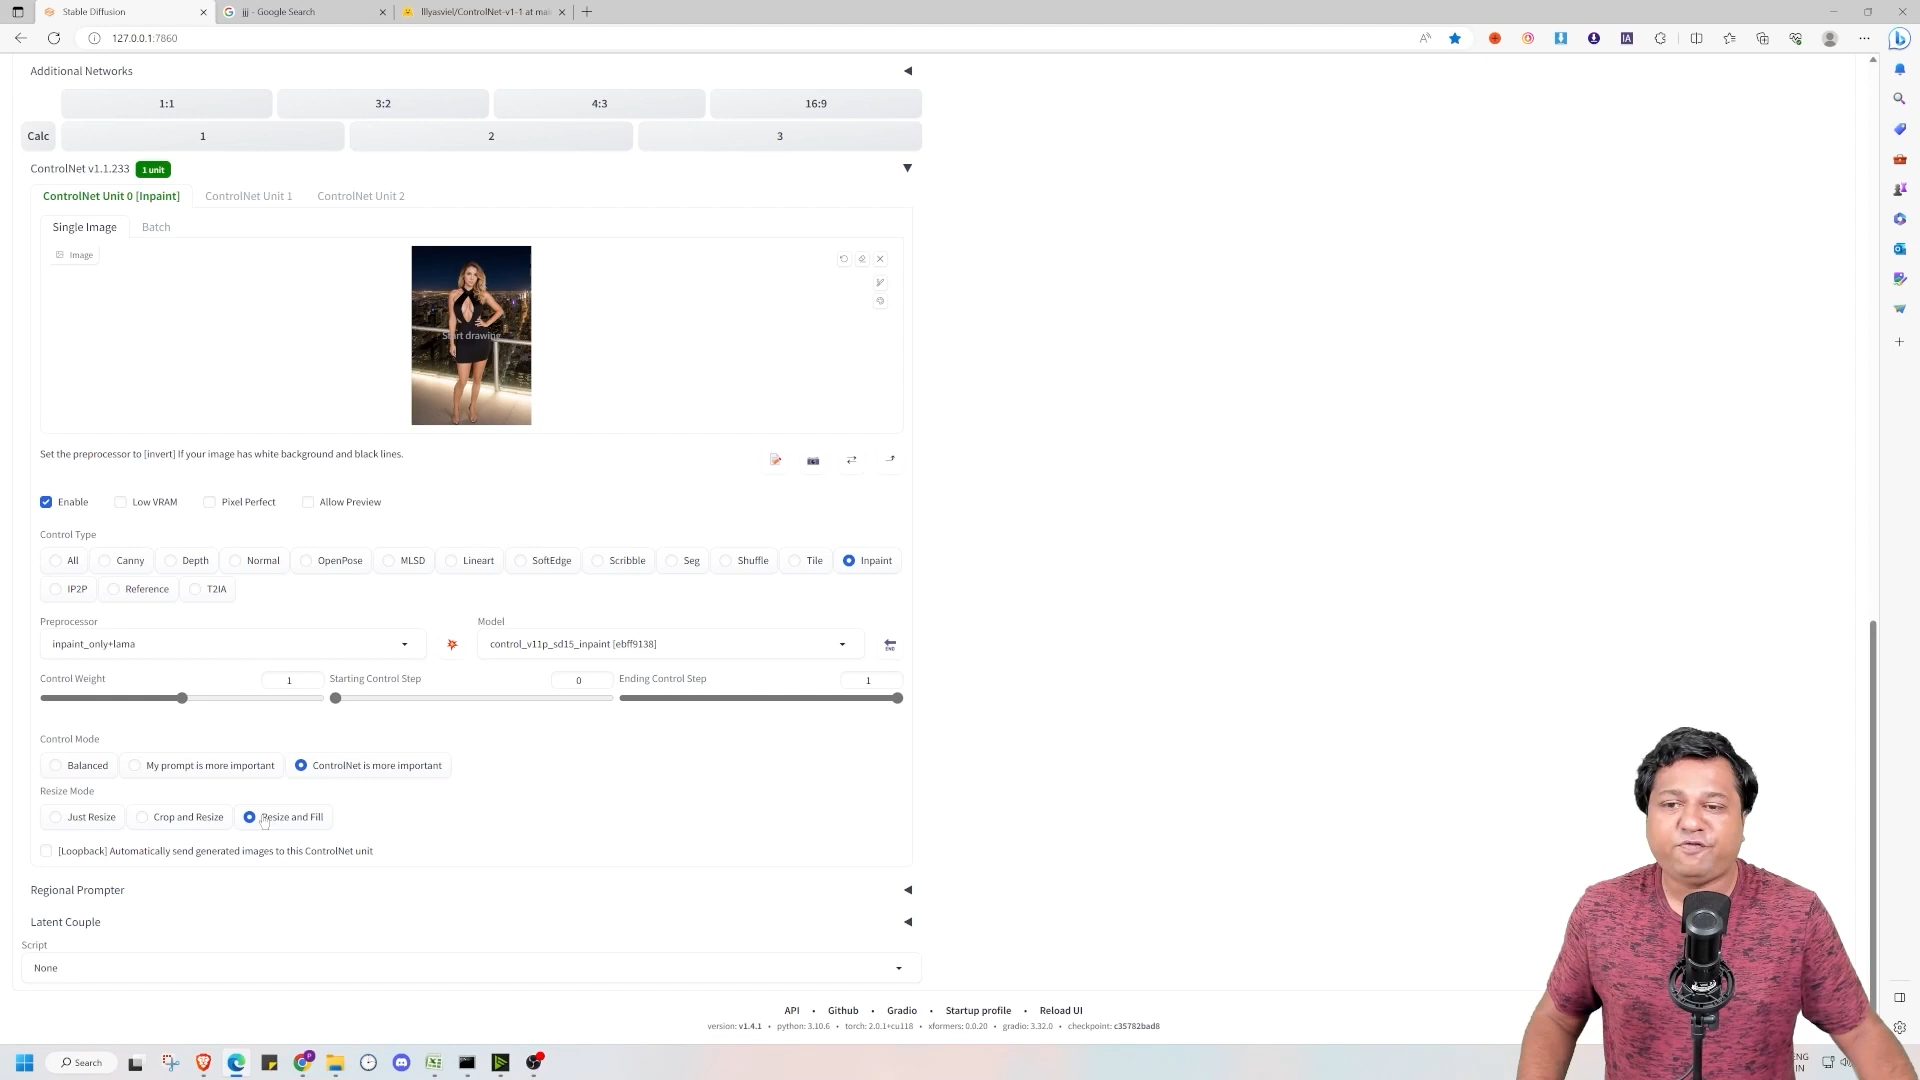 Stable Diffusion
jjj - Google Search
lllyasviel/ControlNet-v1-1 at mai
127.0.0.1:7860
Additional Networks
1:1 3:2 4:3 16:9
Calc 1 2 3
ControlNet v1.1.233 1 unit
ControlNet Unit 0 [Inpaint] ControlNet Unit 1 ControlNet Unit 2
Single Image Batch
Image
Start drawing
Set the preprocessor to [invert] If your image has white background and black lines.
Enable Low VRAM Pixel Perfect Allow Preview
Control Type
All Canny Depth Normal OpenPose MLSD Lineart SoftEdge Scribble Seg Shuffle Tile Inpaint
IP2P Reference T2IA
Preprocessor Model
inpaint_only+lama control_v11p_sd15_inpaint [ebff9138]
Control Weight 1 Starting Control Step 0 Ending Control Step 1
Control Mode
Balanced My prompt is more important ControlNet is more important
Resize Mode
Just Resize Crop and Resize Resize and Fill
[Loopback] Automatically send generated images to this ControlNet unit
Regional Prompter
Latent Couple
Script
None
API • Github • Gradio • Startup profile • Reload UI
version: v1.4.1 • python: 3.10.6 • torch: 2.0.1+cu118 • xformers: 0.0.20 • gradio: 3.32.0 • checkpoint: c35782bad8
Search
ENG
IN